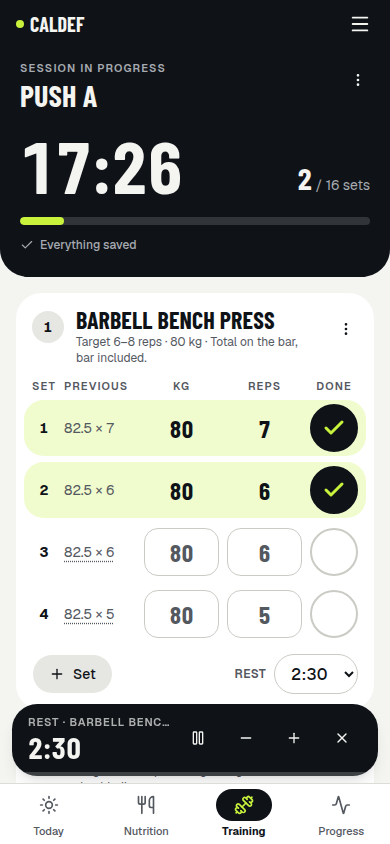 CALDEF
SESSION IN PROGRESS
PUSH A
17:26
2 / 16 sets
Everything saved
1 BARBELL BENCH PRESS
Target 6–8 reps · 80 kg · Total on the bar,
bar included.
SET PREVIOUS KG REPS DONE
1 82.5 × 7 80 7
2 82.5 × 6 80 6
3 82.5 × 6 80 6
4 82.5 × 5 80 5
+ Set REST 2:30
REST · BARBELL BENC…
2:30
Today Nutrition Training Progress